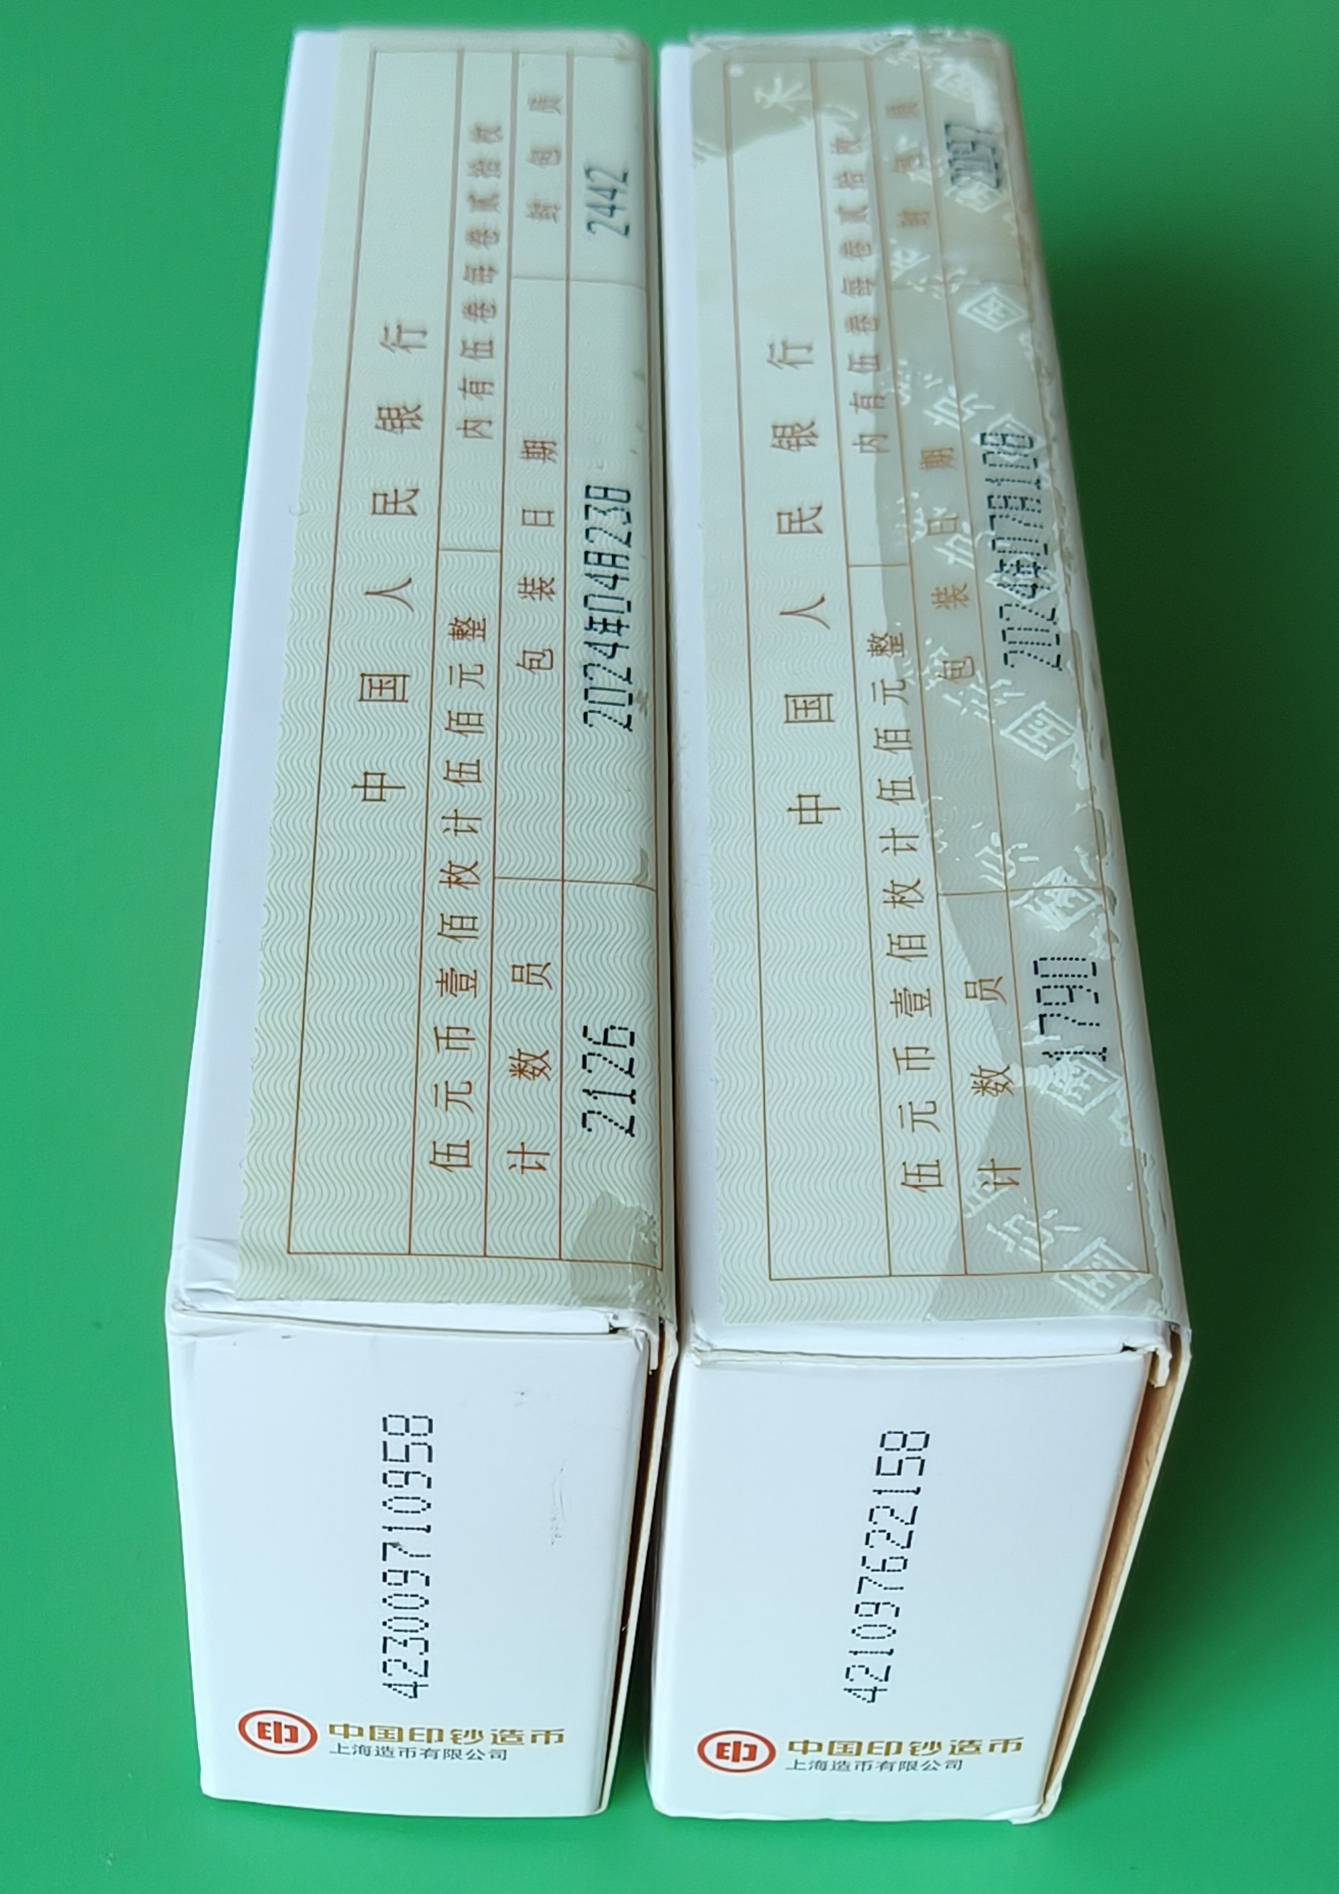 中国人民银行
伍元币壹佰枚计伍佰元整
内有伍卷每卷贰拾枚
计数员
包装日期
封包员
2126
2024年04月23日
2442
423009710958
中国印钞造币
上海造币有限公司
中国人民银行
伍元币壹佰枚计伍佰元整
内有伍卷每卷贰拾枚
计数员
包装日期
封包员
1790
2024年07月10日
421097622158
中国印钞造币
上海造币有限公司